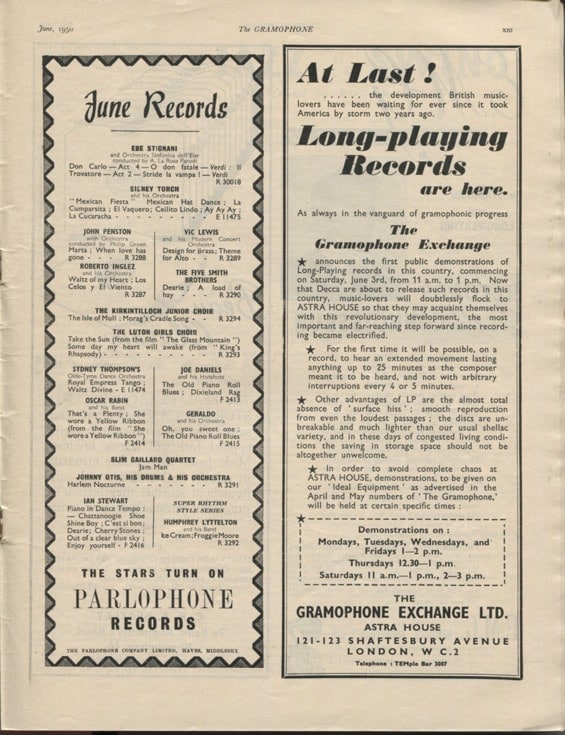 June, 1950
The GRAMOPHONE
xiii
June Records
EBE STIGNANI
and Orchestra Sinfonica dell'Eiar
conducted by A. La Rosa Parodi
Don Carlo—Act 4—O don fatale—Verdi : Il
Trovatore—Act 2—Stride la vampa !—Verdi
R 30018
SIDNEY TORCH
and his Orchestra
"Mexican Fiesta" Mexican Hat Dance ; La
Cumparsita ; El Vaquero; Ceilito Lindo ; Ay Ay Ay ;
La Cucaracha - - - - - - - - E 11475
JOHN PENSTON
with Orchestra
conducted by Philip Green
Marta ; When love has
gone - - - R 3288
ROBERTO INGLEZ
and his Orchestra
Waltz of my Heart ; Los
Celos y El Viento
R 3287
VIC LEWIS
and his Modern Concert
Orchestra
Design for Brass; Theme
for Alto - - R 3289
THE FIVE SMITH
BROTHERS
Dearie ; A load of
hay - - - R 3290
THE KIRKINTILLOCH JUNIOR CHOIR
The Isle of Mull ; Morag's Cradle Song - - R 3294
THE LUTON GIRLS CHOIR
Take the Sun (from the film "The Glass Mountain")
Some day my heart will awake (from "King's
Rhapsody) - - - - - - - - R 3293
SYDNEY THOMPSON'S
Olde-Tyme Dance Orchestra
Royal Empress Tango ;
Waltz Divine - E 11474
OSCAR RABIN
and his Band
That's a Plenty ; She
wore a Yellow Ribbon
(from the film "She
wore a Yellow Ribbon")
F 2414
JOE DANIELS
and his Hotshots
The Old Piano Roll
Blues ; Dixieland Rag
F 2413
GERALDO
and his Orchestra
Oh, you sweet one ;
The Old Piano Roll Blues
F 2415
SLIM GAILLARD QUARTET
Jam Man
JOHNNY OTIS, HIS DRUMS & HIS ORCHESTRA
Harlem Nocturne - - - - - - R 3291
IAN STEWART
Piano in Dance Tempo ;
— Chattanoogie Shoe
Shine Boy ; C'est si bon;
Dearie; Cherry Stones;
Out of a clear blue sky ;
Enjoy yourself - F 2416
SUPER RHYTHM
STYLE SERIES
HUMPHREY LYTTELTON
and his Band
Ice Cream; Froggie Moore
R 3292
THE STARS TURN ON
PARLOPHONE
RECORDS
THE PARLOPHONE COMPANY LIMITED, HAYES, MIDDLESEX
At Last !
...... the development British music-
lovers have been waiting for ever since it took
America by storm two years ago.
Long-playing
Records
are here.
As always in the vanguard of gramophonic progress
The
Gramophone Exchange
★ announces the first public demonstrations of
Long-Playing records in this country, commencing
on Saturday, June 3rd, from 11 a.m. to 1 p.m. Now
that Decca are about to release such records in this
country, music-lovers will doubtlessly flock to
ASTRA HOUSE so that they may acquaint themselves
with this revolutionary development, the most
important and far-reaching step forward since record-
ing became electrified.
★ For the first time it will be possible, on a
record, to hear an extended movement lasting
anything up to 25 minutes as the composer
meant it to be heard, and not with arbitrary
interruptions every 4 or 5 minutes.
★ Other advantages of LP are the almost total
absence of 'surface hiss' ; smooth reproduction
from even the loudest passages ; the discs are un-
breakable and much lighter than our usual shellac
variety, and in these days of congested living condi-
tions the saving in storage space should not be
altogether unwelcome.
★ In order to avoid complete chaos at
ASTRA HOUSE, demonstrations, to be given on
our 'Ideal Equipment' as advertised in the
April and May numbers of 'The Gramophone,'
will be held at certain specific times :
★
Demonstrations on :
Mondays, Tuesdays, Wednesdays, and
Fridays 1—2 p.m.
Thursdays 12.30—1 p.m.
Saturdays 11 a.m.—1 p.m., 2—3 p.m.
THE
GRAMOPHONE EXCHANGE LTD.
ASTRA HOUSE
121-123 SHAFTESBURY AVENUE
LONDON, W C.2
Telephone : TEMple Bar 3007